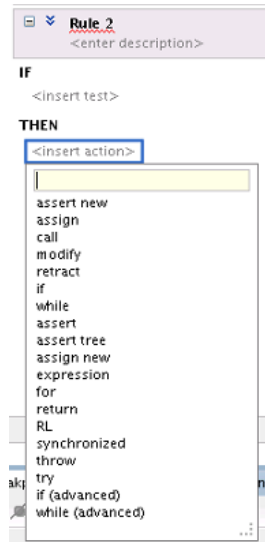 Rule 2
<enter description>
IF
<insert test>
THEN
<insert action>
assert new
assign
call
modify
retract
if
while
assert
assert tree
assign new
expression
for
return
RL
synchronized
throw
try
if (advanced)
while (advanced)